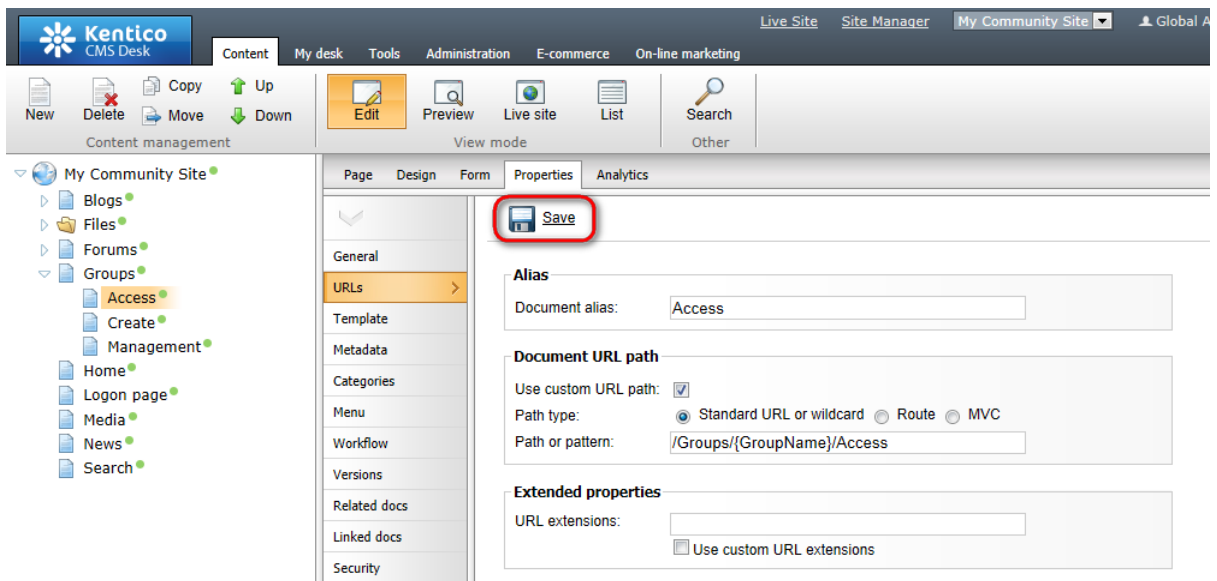 Live Site Site Manager My Community Site Global A
Kentico
CMS Desk
Content My desk Tools Administration E-commerce On-line marketing
Copy Up
New Delete Move Down Edit Preview Live site List Search
Content management View mode Other
My Community Site
Blogs
Files
Forums
Groups
Access
Create
Management
Home
Logon page
Media
News
Search
Page Design Form Properties Analytics
Save
General
URLs
Template
Metadata
Categories
Menu
Workflow
Versions
Related docs
Linked docs
Security
Alias
Document alias: Access
Document URL path
Use custom URL path:
Path type: Standard URL or wildcard Route MVC
Path or pattern: /Groups/{GroupName}/Access
Extended properties
URL extensions:
Use custom URL extensions